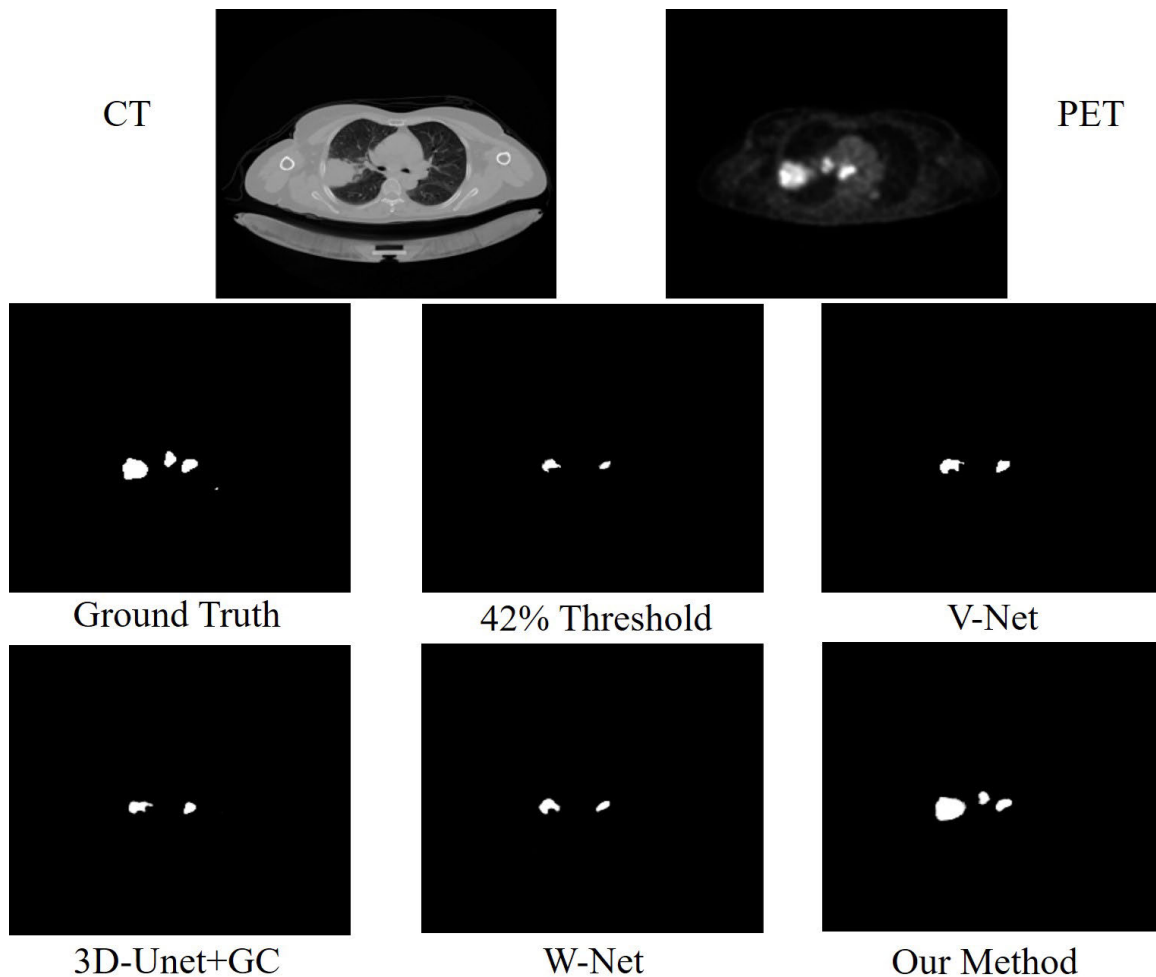 CT
PET
Ground Truth
42% Threshold
V-Net
3D-Unet+GC
W-Net
Our Method